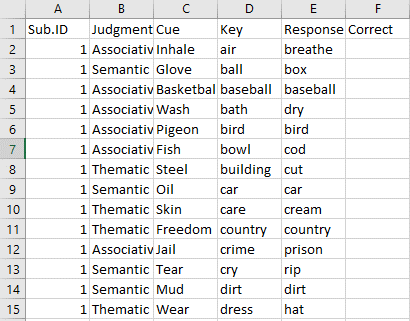 A B C D E F
1 Sub.ID Judgment Cue Key Response Correct
2 1 Associativ Inhale air breathe
3 1 Semantic Glove ball box
4 1 Associativ Basketbal baseball baseball
5 1 Associativ Wash bath dry
6 1 Associativ Pigeon bird bird
7 1 Associativ Fish bowl cod
8 1 Thematic Steel building cut
9 1 Semantic Oil car car
10 1 Thematic Skin care cream
11 1 Thematic Freedom country country
12 1 Associativ Jail crime prison
13 1 Semantic Tear cry rip
14 1 Semantic Mud dirt dirt
15 1 Thematic Wear dress hat